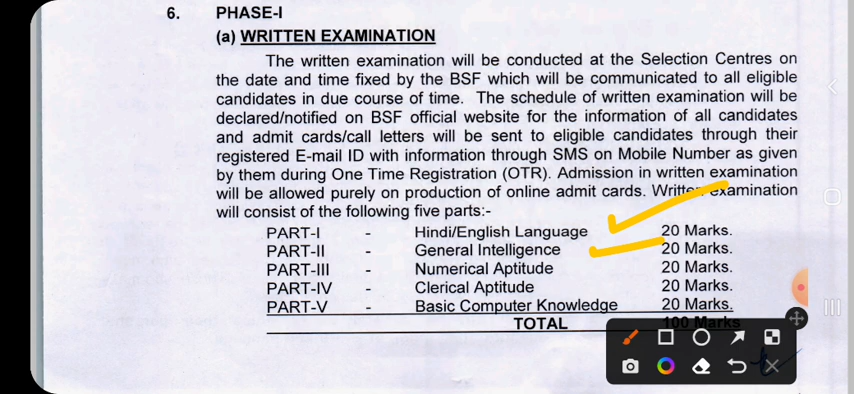 6. PHASE-I
(a) WRITTEN EXAMINATION
The written examination will be conducted at the Selection Centres on
the date and time fixed by the BSF which will be communicated to all eligible
candidates in due course of time. The schedule of written examination will be
declared/notified on BSF official website for the information of all candidates
and admit cards/call letters will be sent to eligible candidates through their
registered E-mail ID with information through SMS on Mobile Number as given
by them during One Time Registration (OTR). Admission in written examination
will be allowed purely on production of online admit cards. Written examination
will consist of the following five parts:-
PART-I - Hindi/English Language 20 Marks.
PART-II - General Intelligence 20 Marks.
PART-III - Numerical Aptitude 20 Marks.
PART-IV - Clerical Aptitude 20 Marks.
PART-V - Basic Computer Knowledge 20 Marks.
TOTAL 100 Marks